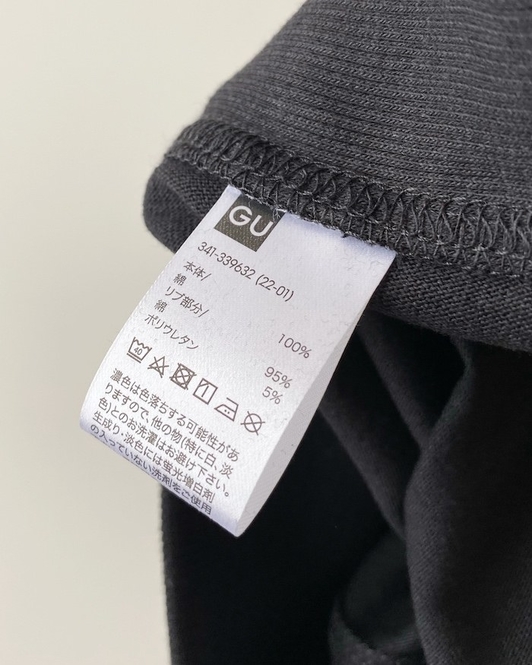 GU
341-339632 (22-01)
本体/
綿 100%
リブ部分/
綿 95%
ポリウレタン 5%
40
濃色は色落ちする可能性があ
りますので、他の物(特に白、淡
色)とのお洗濯はお避け下さい。
生成り・淡色には蛍光増白剤
の入っていない洗剤をご使用